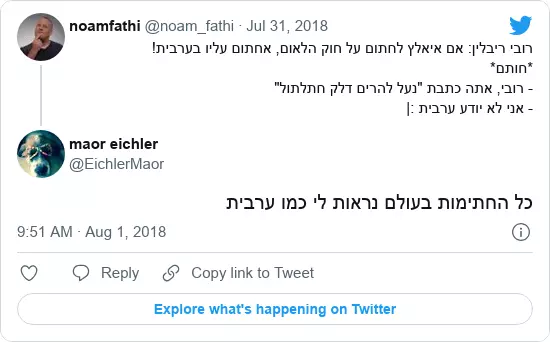 noamfathi @noam_fathi · Jul 31, 2018
רובי ריבלין: אם איאלץ לחתום על חוק הלאום, אחתום עליו בערבית!
*חותם*
- רובי, אתה כתבת "נעל להרים דלק חתלתול"
- אני לא יודע ערבית :|
maor eichler
@EichlerMaor
כל החתימות בעולם נראות לי כמו ערבית
9:51 AM · Aug 1, 2018
Reply
Copy link to Tweet
Explore what's happening on Twitter